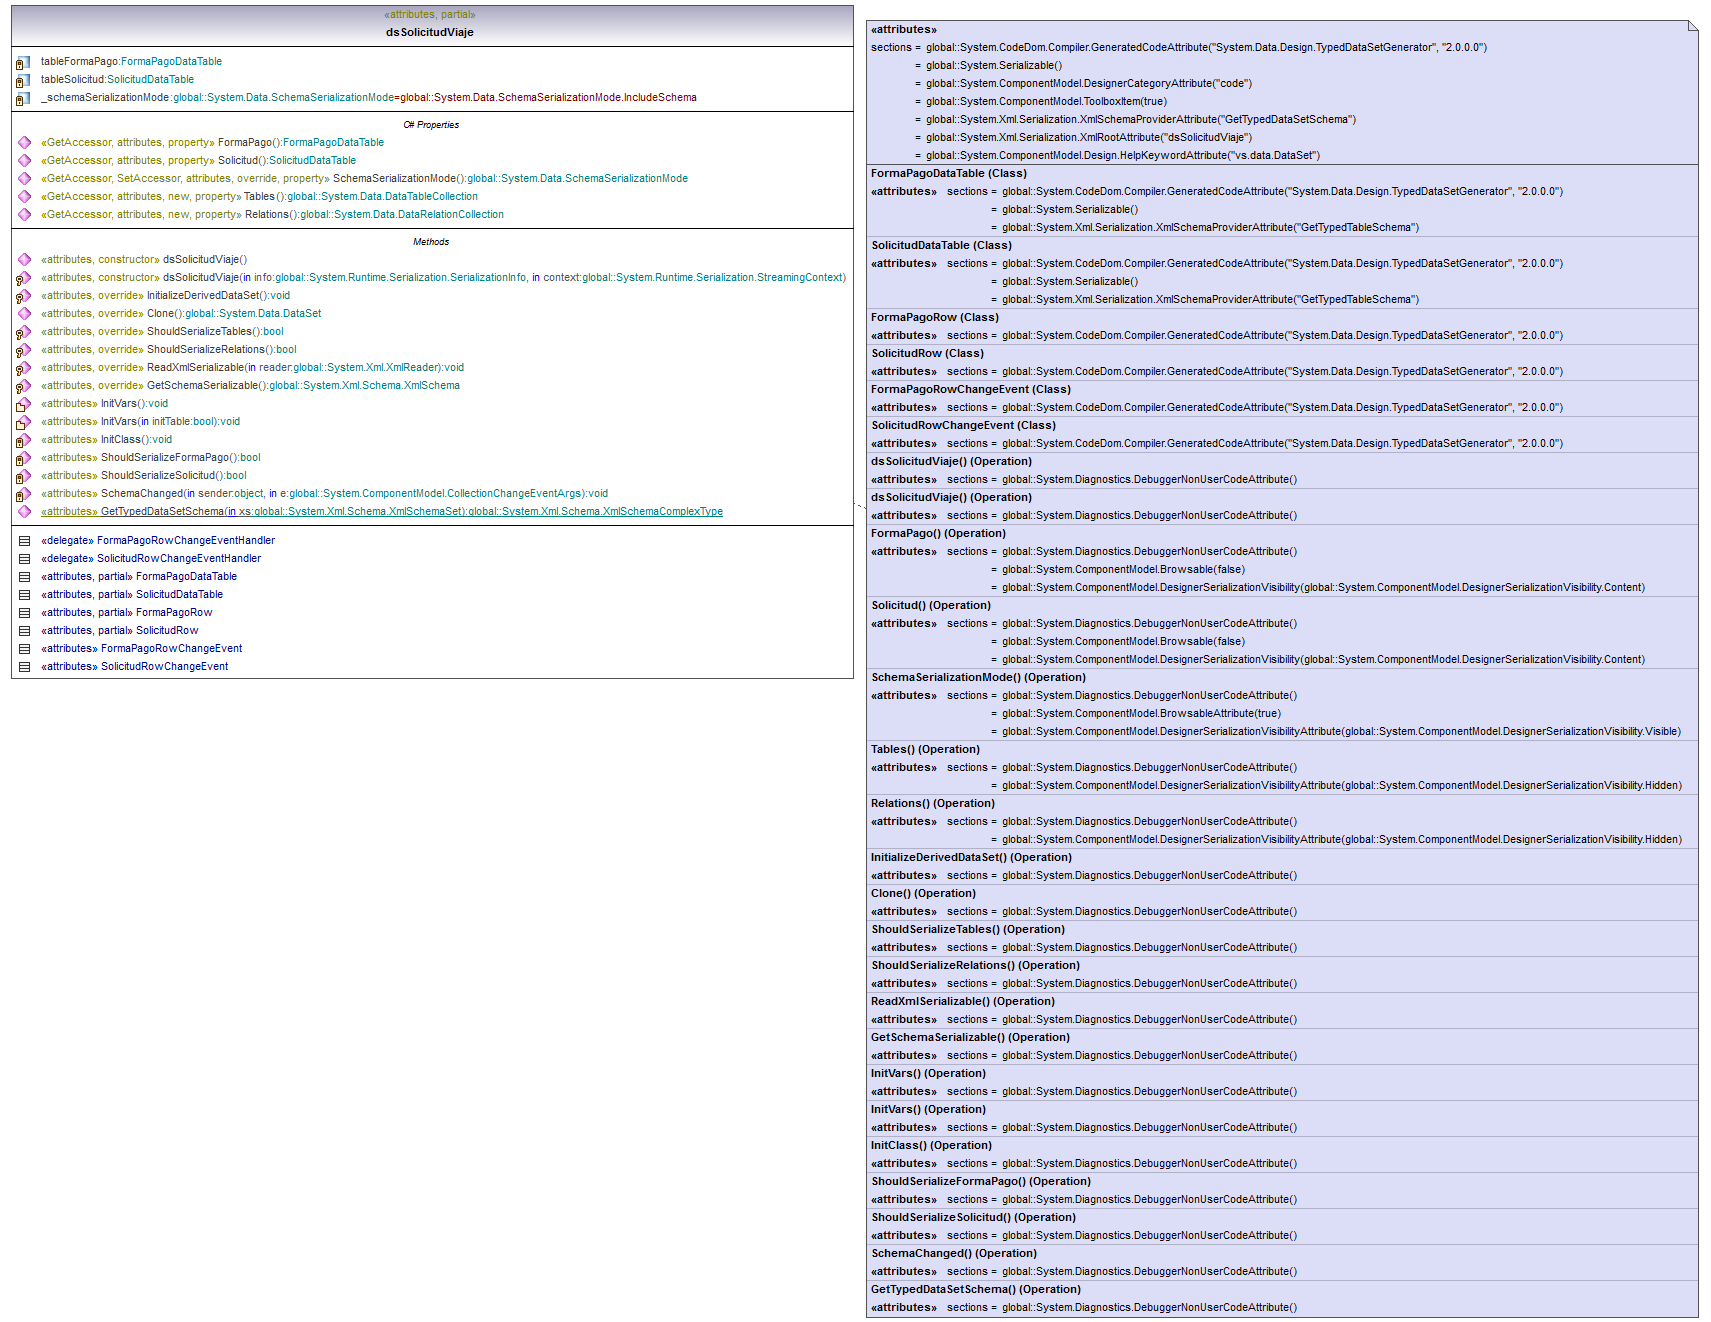 «attributes, partial»
dsSolicitudViaje
tableFormaPago:FormaPagoDataTable
tableSolicitud:SolicitudDataTable
_schemaSerializationMode:global::System.Data.SchemaSerializationMode=global::System.Data.SchemaSerializationMode.IncludeSchema
C# Properties
«GetAccessor, attributes, property» FormaPago():FormaPagoDataTable
«GetAccessor, attributes, property» Solicitud():SolicitudDataTable
«GetAccessor, SetAccessor, attributes, override, property» SchemaSerializationMode():global::System.Data.SchemaSerializationMode
«GetAccessor, attributes, new, property» Tables():global::System.Data.DataTableCollection
«GetAccessor, attributes, new, property» Relations():global::System.Data.DataRelationCollection
Methods
«attributes, constructor» dsSolicitudViaje()
«attributes, constructor» dsSolicitudViaje(in info:global::System.Runtime.Serialization.SerializationInfo, in context:global::System.Runtime.Serialization.StreamingContext)
«attributes, override» InitializeDerivedDataSet():void
«attributes, override» Clone():global::System.Data.DataSet
«attributes, override» ShouldSerializeTables():bool
«attributes, override» ShouldSerializeRelations():bool
«attributes, override» ReadXmlSerializable(in reader:global::System.Xml.XmlReader):void
«attributes, override» GetSchemaSerializable():global::System.Xml.Schema.XmlSchema
«attributes» InitVars():void
«attributes» InitVars(in initTable:bool):void
«attributes» InitClass():void
«attributes» ShouldSerializeFormaPago():bool
«attributes» ShouldSerializeSolicitud():bool
«attributes» SchemaChanged(in sender:object, in e:global::System.ComponentModel.CollectionChangeEventArgs):void
«attributes» GetTypedDataSetSchema(in xs:global::System.Xml.Schema.XmlSchemaSet):global::System.Xml.Schema.XmlSchemaComplexType
«delegate» FormaPagoRowChangeEventHandler
«delegate» SolicitudRowChangeEventHandler
«attributes, partial» FormaPagoDataTable
«attributes, partial» SolicitudDataTable
«attributes, partial» FormaPagoRow
«attributes, partial» SolicitudRow
«attributes» FormaPagoRowChangeEvent
«attributes» SolicitudRowChangeEvent
«attributes»
sections = global::System.CodeDom.Compiler.GeneratedCodeAttribute("System.Data.Design.TypedDataSetGenerator", "2.0.0.0")
= global::System.Serializable()
= global::System.ComponentModel.DesignerCategoryAttribute("code")
= global::System.ComponentModel.ToolboxItem(true)
= global::System.Xml.Serialization.XmlSchemaProviderAttribute("GetTypedDataSetSchema")
= global::System.Xml.Serialization.XmlRootAttribute("dsSolicitudViaje")
= global::System.ComponentModel.Design.HelpKeywordAttribute("vs.data.DataSet")
FormaPagoDataTable (Class)
«attributes» sections = global::System.CodeDom.Compiler.GeneratedCodeAttribute("System.Data.Design.TypedDataSetGenerator", "2.0.0.0")
= global::System.Serializable()
= global::System.Xml.Serialization.XmlSchemaProviderAttribute("GetTypedTableSchema")
SolicitudDataTable (Class)
«attributes» sections = global::System.CodeDom.Compiler.GeneratedCodeAttribute("System.Data.Design.TypedDataSetGenerator", "2.0.0.0")
= global::System.Serializable()
= global::System.Xml.Serialization.XmlSchemaProviderAttribute("GetTypedTableSchema")
FormaPagoRow (Class)
«attributes» sections = global::System.CodeDom.Compiler.GeneratedCodeAttribute("System.Data.Design.TypedDataSetGenerator", "2.0.0.0")
SolicitudRow (Class)
«attributes» sections = global::System.CodeDom.Compiler.GeneratedCodeAttribute("System.Data.Design.TypedDataSetGenerator", "2.0.0.0")
FormaPagoRowChangeEvent (Class)
«attributes» sections = global::System.CodeDom.Compiler.GeneratedCodeAttribute("System.Data.Design.TypedDataSetGenerator", "2.0.0.0")
SolicitudRowChangeEvent (Class)
«attributes» sections = global::System.CodeDom.Compiler.GeneratedCodeAttribute("System.Data.Design.TypedDataSetGenerator", "2.0.0.0")
dsSolicitudViaje() (Operation)
«attributes» sections = global::System.Diagnostics.DebuggerNonUserCodeAttribute()
dsSolicitudViaje() (Operation)
«attributes» sections = global::System.Diagnostics.DebuggerNonUserCodeAttribute()
FormaPago() (Operation)
«attributes» sections = global::System.Diagnostics.DebuggerNonUserCodeAttribute()
= global::System.ComponentModel.Browsable(false)
= global::System.ComponentModel.DesignerSerializationVisibility(global::System.ComponentModel.DesignerSerializationVisibility.Content)
Solicitud() (Operation)
«attributes» sections = global::System.Diagnostics.DebuggerNonUserCodeAttribute()
= global::System.ComponentModel.Browsable(false)
= global::System.ComponentModel.DesignerSerializationVisibility(global::System.ComponentModel.DesignerSerializationVisibility.Content)
SchemaSerializationMode() (Operation)
«attributes» sections = global::System.Diagnostics.DebuggerNonUserCodeAttribute()
= global::System.ComponentModel.BrowsableAttribute(true)
= global::System.ComponentModel.DesignerSerializationVisibilityAttribute(global::System.ComponentModel.DesignerSerializationVisibility.Visible)
Tables() (Operation)
«attributes» sections = global::System.Diagnostics.DebuggerNonUserCodeAttribute()
= global::System.ComponentModel.DesignerSerializationVisibilityAttribute(global::System.ComponentModel.DesignerSerializationVisibility.Hidden)
Relations() (Operation)
«attributes» sections = global::System.Diagnostics.DebuggerNonUserCodeAttribute()
= global::System.ComponentModel.DesignerSerializationVisibilityAttribute(global::System.ComponentModel.DesignerSerializationVisibility.Hidden)
InitializeDerivedDataSet() (Operation)
«attributes» sections = global::System.Diagnostics.DebuggerNonUserCodeAttribute()
Clone() (Operation)
«attributes» sections = global::System.Diagnostics.DebuggerNonUserCodeAttribute()
ShouldSerializeTables() (Operation)
«attributes» sections = global::System.Diagnostics.DebuggerNonUserCodeAttribute()
ShouldSerializeRelations() (Operation)
«attributes» sections = global::System.Diagnostics.DebuggerNonUserCodeAttribute()
ReadXmlSerializable() (Operation)
«attributes» sections = global::System.Diagnostics.DebuggerNonUserCodeAttribute()
GetSchemaSerializable() (Operation)
«attributes» sections = global::System.Diagnostics.DebuggerNonUserCodeAttribute()
InitVars() (Operation)
«attributes» sections = global::System.Diagnostics.DebuggerNonUserCodeAttribute()
InitVars() (Operation)
«attributes» sections = global::System.Diagnostics.DebuggerNonUserCodeAttribute()
InitClass() (Operation)
«attributes» sections = global::System.Diagnostics.DebuggerNonUserCodeAttribute()
ShouldSerializeFormaPago() (Operation)
«attributes» sections = global::System.Diagnostics.DebuggerNonUserCodeAttribute()
ShouldSerializeSolicitud() (Operation)
«attributes» sections = global::System.Diagnostics.DebuggerNonUserCodeAttribute()
SchemaChanged() (Operation)
«attributes» sections = global::System.Diagnostics.DebuggerNonUserCodeAttribute()
GetTypedDataSetSchema() (Operation)
«attributes» sections = global::System.Diagnostics.DebuggerNonUserCodeAttribute()